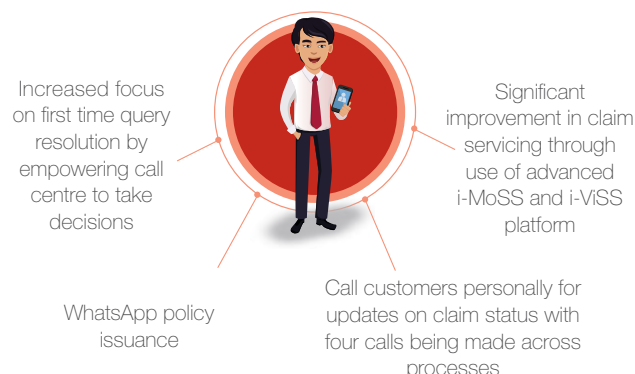 Increased focus
on first time query
resolution by
empowering call
centre to take
decisions
Significant
improvement in claim
servicing through
use of advanced
i-MoSS and i-ViSS
platform
WhatsApp policy
issuance
Call customers personally for
updates on claim status with
four calls being made across
processes